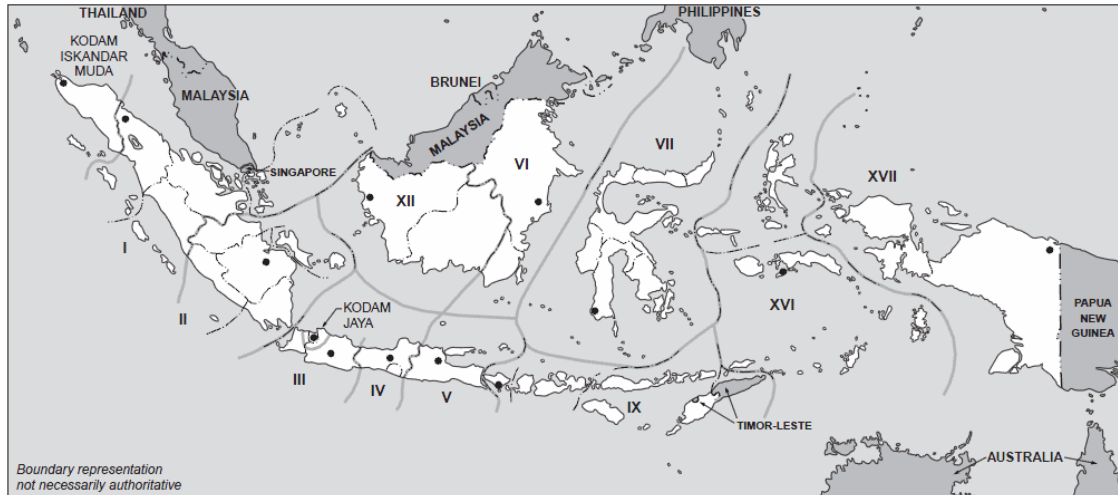 THAILAND
PHILIPPINES
KODAM
ISKANDAR
MUDA
BRUNEI
MALAYSIA
MALAYSIA
VII
VI
SINGAPORE
XVII
XII
I
XVI
II
KODAM
JAYA
PAPUA
NEW
GUINEA
III
IV
V
IX
TIMOR-LESTE
AUSTRALIA
Boundary representation
not necessarily authoritative